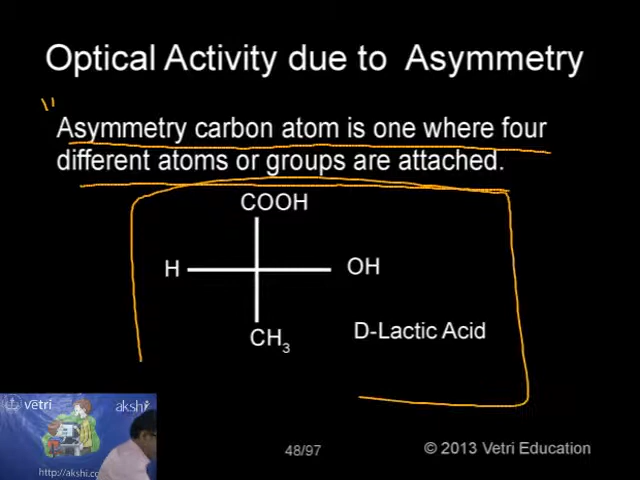 Optical Activity due to Asymmetry
"
Asymmetry carbon atom is one where four
different atoms or groups are attached.
COOH
H OH
CH3
D-Lactic Acid
vetri akshi
http://akshi.co
48/97
© 2013 Vetri Education